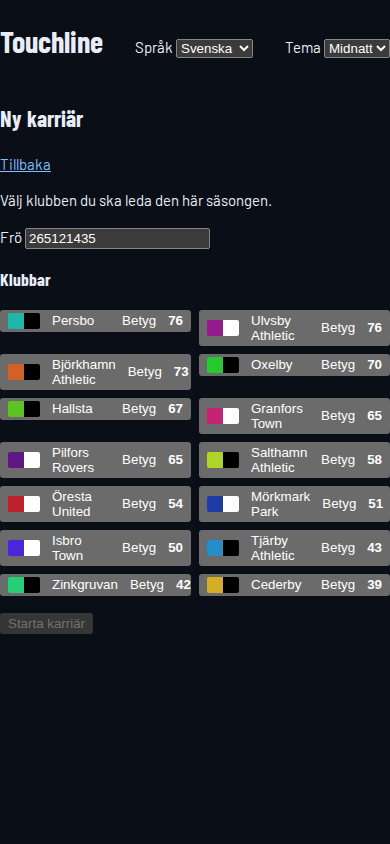 Touchline Språk Svenska Tema Midnatt
Ny karriär
Tillbaka
Välj klubben du ska leda den här säsongen.
Frö 265121435
Klubbar
Persbo Betyg 76
Ulvsby Athletic Betyg 76
Björkhamn Athletic Betyg 73
Oxelby Betyg 70
Hallsta Betyg 67
Granfors Town Betyg 65
Pilfors Rovers Betyg 65
Salthamn Athletic Betyg 58
Öresta United Betyg 54
Mörkmark Park Betyg 51
Isbro Town Betyg 50
Tjärby Athletic Betyg 43
Zinkgruvan Betyg 42
Cederby Betyg 39
Starta karriär